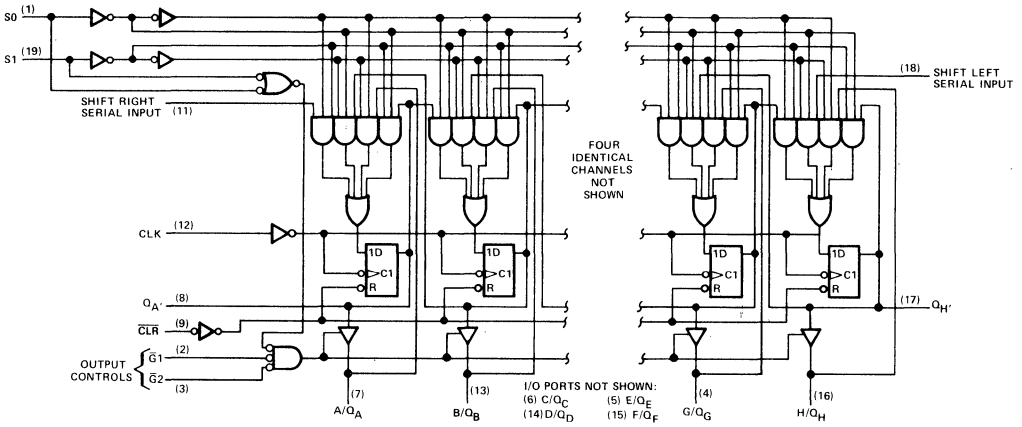 S0 (1)
S1 (19)
(18) SHIFT LEFT
SERIAL INPUT
SHIFT RIGHT
SERIAL INPUT (11)
FOUR
IDENTICAL
CHANNELS
NOT
SHOWN
CLK (12)
1D
C1
R
1D
C1
R
1D
C1
R
1D
C1
R
QA' (8)
(17) QH'
CLR (9)
OUTPUT
CONTROLS
G1 (2)
G2
(3)
(7)
A/QA
(13)
B/QB
I/O PORTS NOT SHOWN:
(6) C/QC (5) E/QE
(14) D/QD (15) F/QF
(4)
G/QG
(16)
H/QH